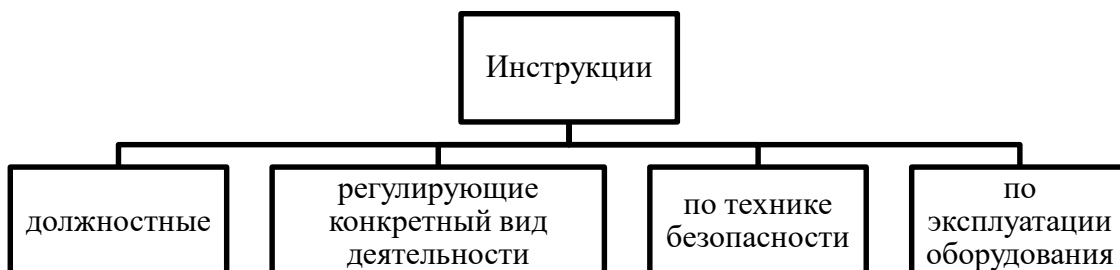 Инструкции
должностные
регулирующие
конкретный вид
деятельности
по технике
безопасности
по
эксплуатации
оборудования